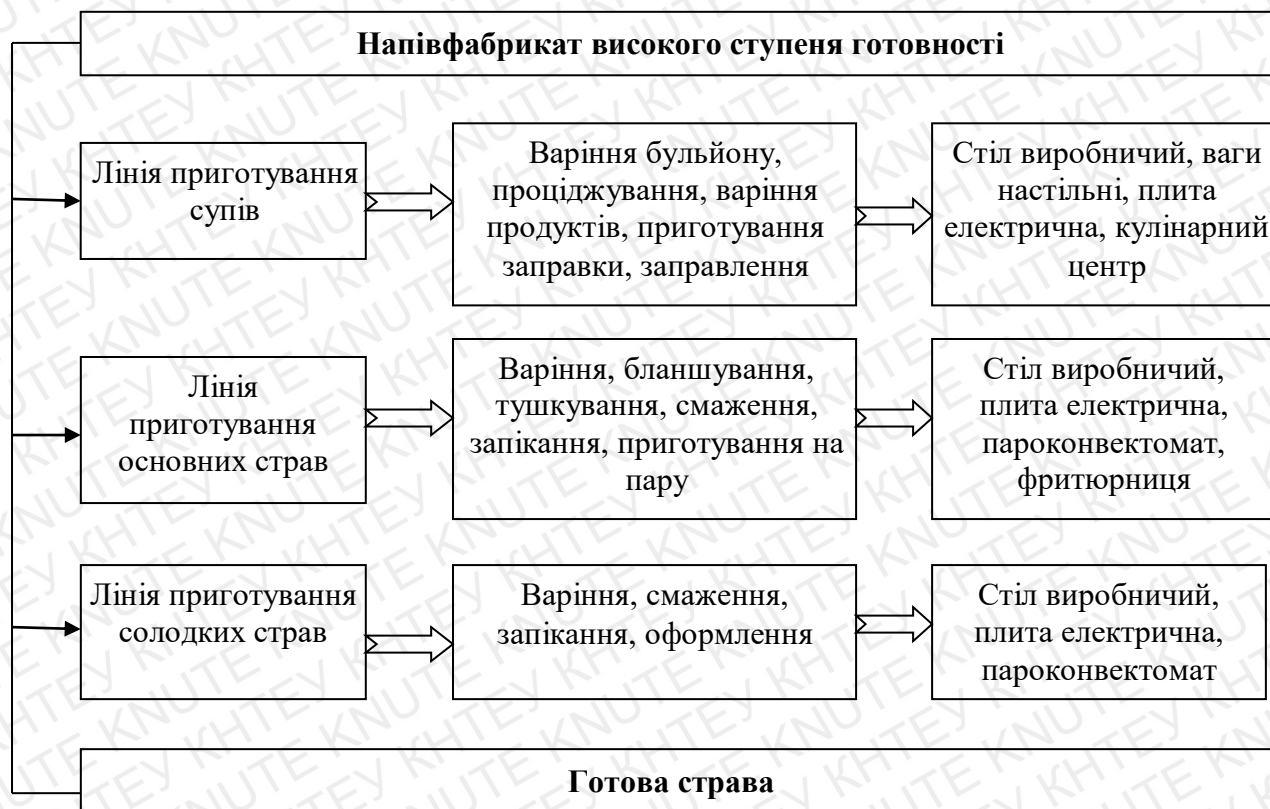 Напівфабрикат високого ступеня готовності
Лінія приготування
супів
Варіння бульйону,
проціджування, варіння
продуктів, приготування
заправки, заправлення
Стіл виробничий, ваги
настільні, плита
електрична, кулінарний
центр
Лінія
приготування
основних страв
Варіння, бланшування,
тушкування, смаження,
запікання, приготування на
пару
Стіл виробничий,
плита електрична,
пароконвектомат,
фритюрниця
Лінія приготування
солодких страв
Варіння, смаження,
запікання, оформлення
Стіл виробничий,
плита електрична,
пароконвектомат
Готова страва
KNUTE КНТЕУ